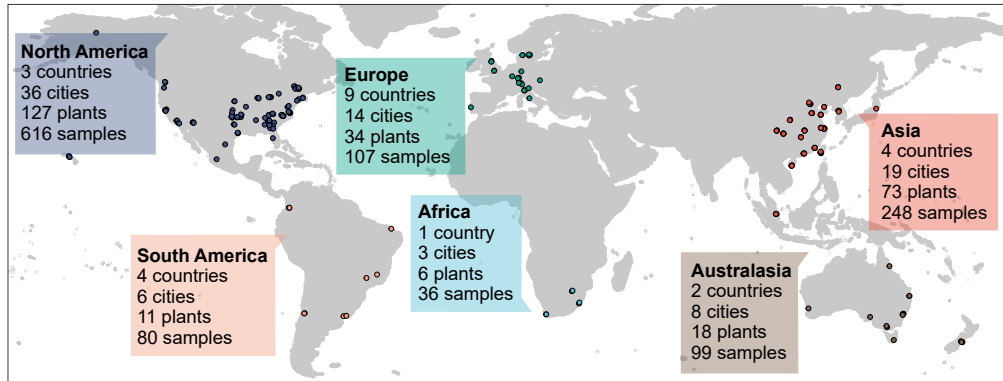 North America
3 countries
36 cities
127 plants
616 samples
Europe
9 countries
14 cities
34 plants
107 samples
Asia
4 countries
19 cities
73 plants
248 samples
South America
4 countries
6 cities
11 plants
80 samples
Africa
1 country
3 cities
6 plants
36 samples
Australasia
2 countries
8 cities
18 plants
99 samples